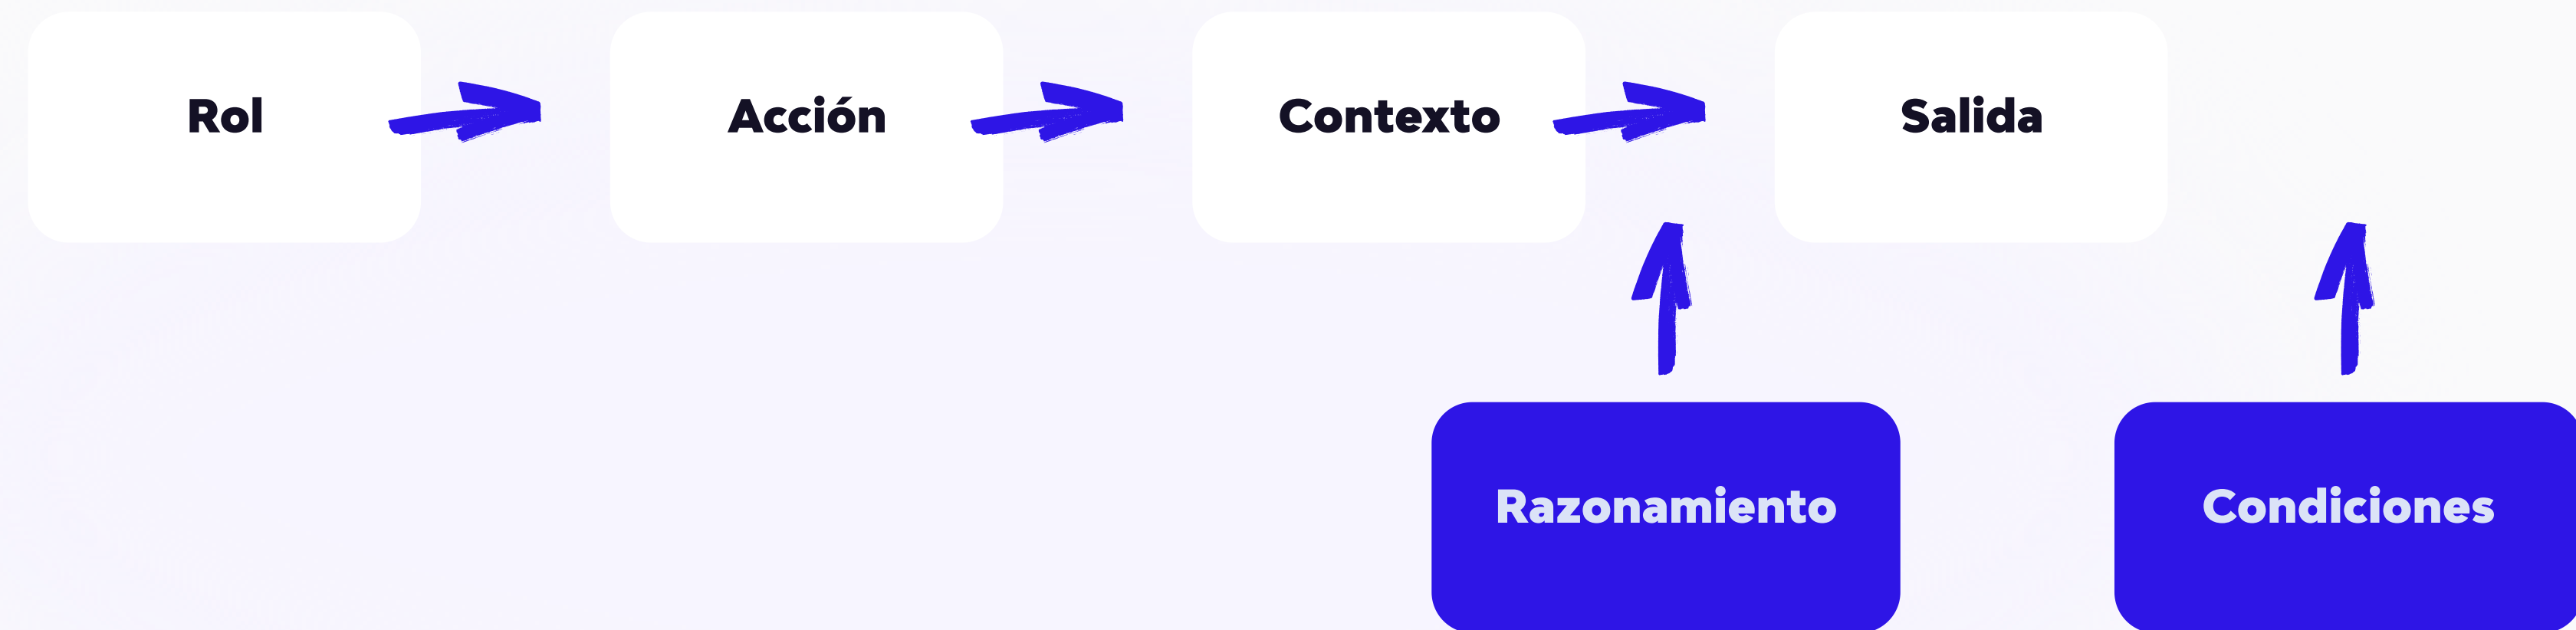 Rol
Acción
Contexto
Salida
Razonamiento
Condiciones